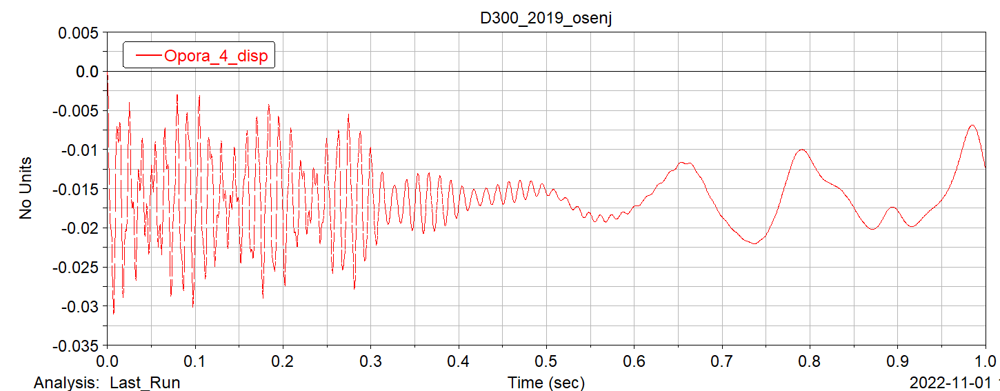 D300_2019_osenj
0.005
Opora_4_disp
0.0
-0.005
-0.01
-0.015
No Units
-0.02
-0.025
-0.03
-0.035
0.0 0.1 0.2 0.3 0.4 0.5 0.6 0.7 0.8 0.9 1.0
Analysis: Last_Run Time (sec) 2022-11-01